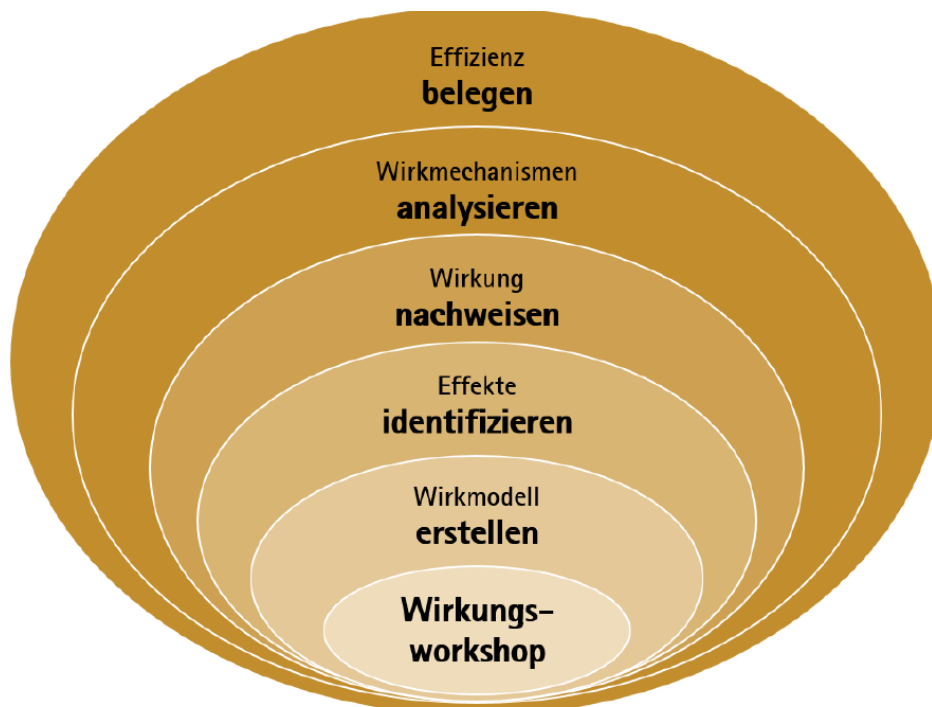 Effizienz
belegen
Wirkmechanismen
analysieren
Wirkung
nachweisen
Effekte
identifizieren
Wirkmodell
erstellen
Wirkungs-
workshop